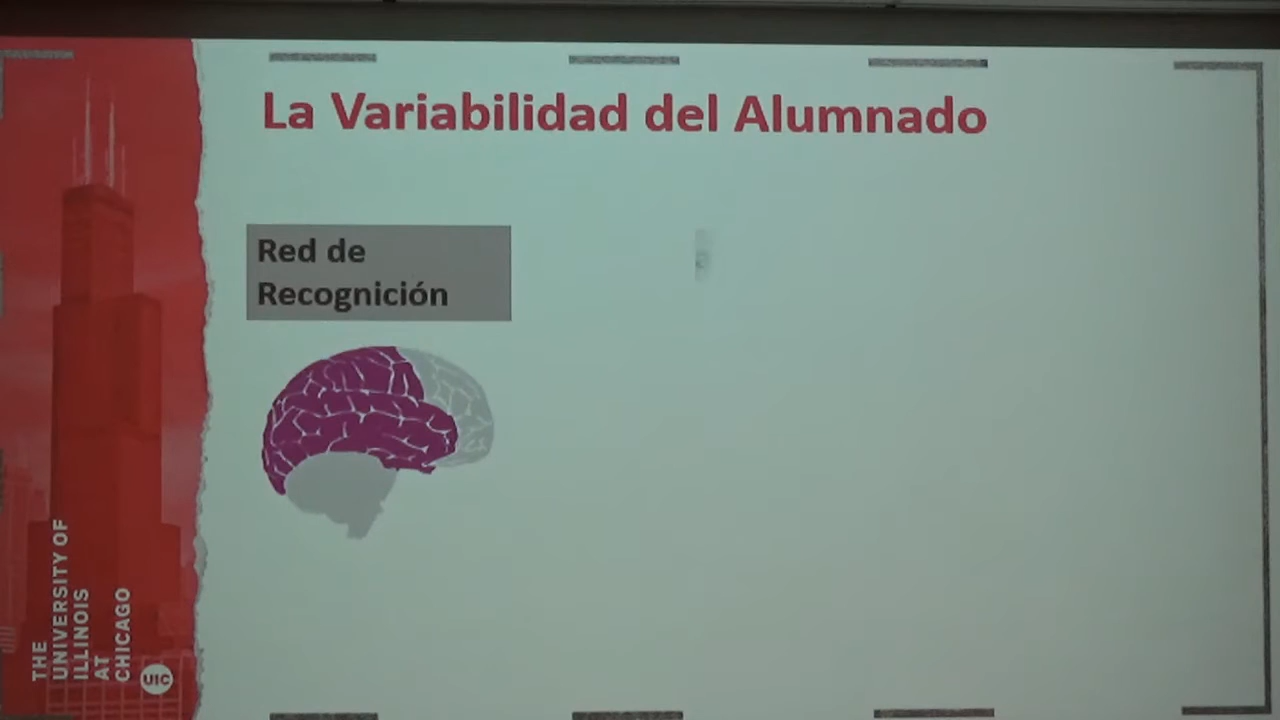 La Variabilidad del Alumnado
Red de
Recognición
THE
UNIVERSITY OF
ILLINOIS
AT
CHICAGO
UIC